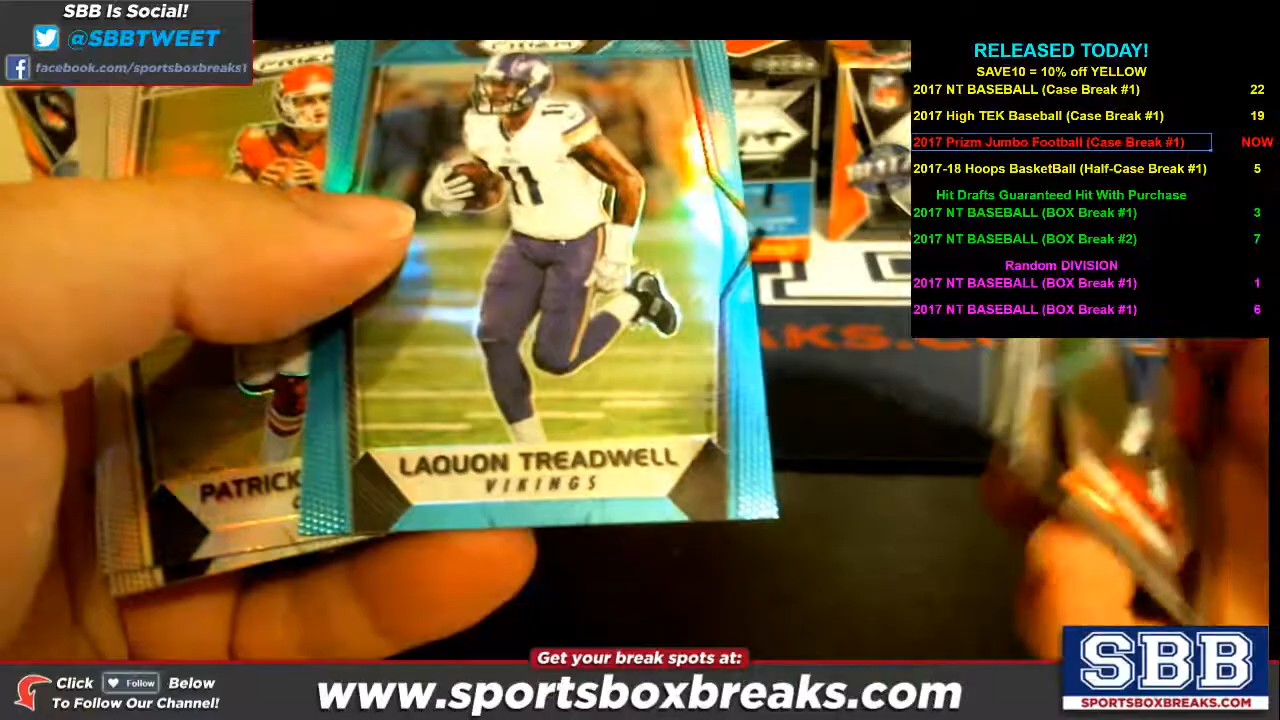 SBB Is Social!
@SBBTWEET
facebook.com/sportsboxbreaks1
RELEASED TODAY!
SAVE10 = 10% off YELLOW
2017 NT BASEBALL (Case Break #1) 22
2017 High TEK Baseball (Case Break #1) 19
2017 Prizm Jumbo Football (Case Break #1) NOW
2017-18 Hoops BasketBall (Half-Case Break #1) 5
Hit Drafts Guaranteed Hit With Purchase
2017 NT BASEBALL (BOX Break #1) 3
2017 NT BASEBALL (BOX Break #2) 7
Random DIVISION
2017 NT BASEBALL (BOX Break #1) 1
2017 NT BASEBALL (BOX Break #1) 6
PRIZM
11
LAQUON TREADWELL
VIKINGS
PATRICK
Get your break spots at:
www.sportsboxbreaks.com
Click Follow Below
To Follow Our Channel!
SBB
SPORTSBOXBREAKS.COM